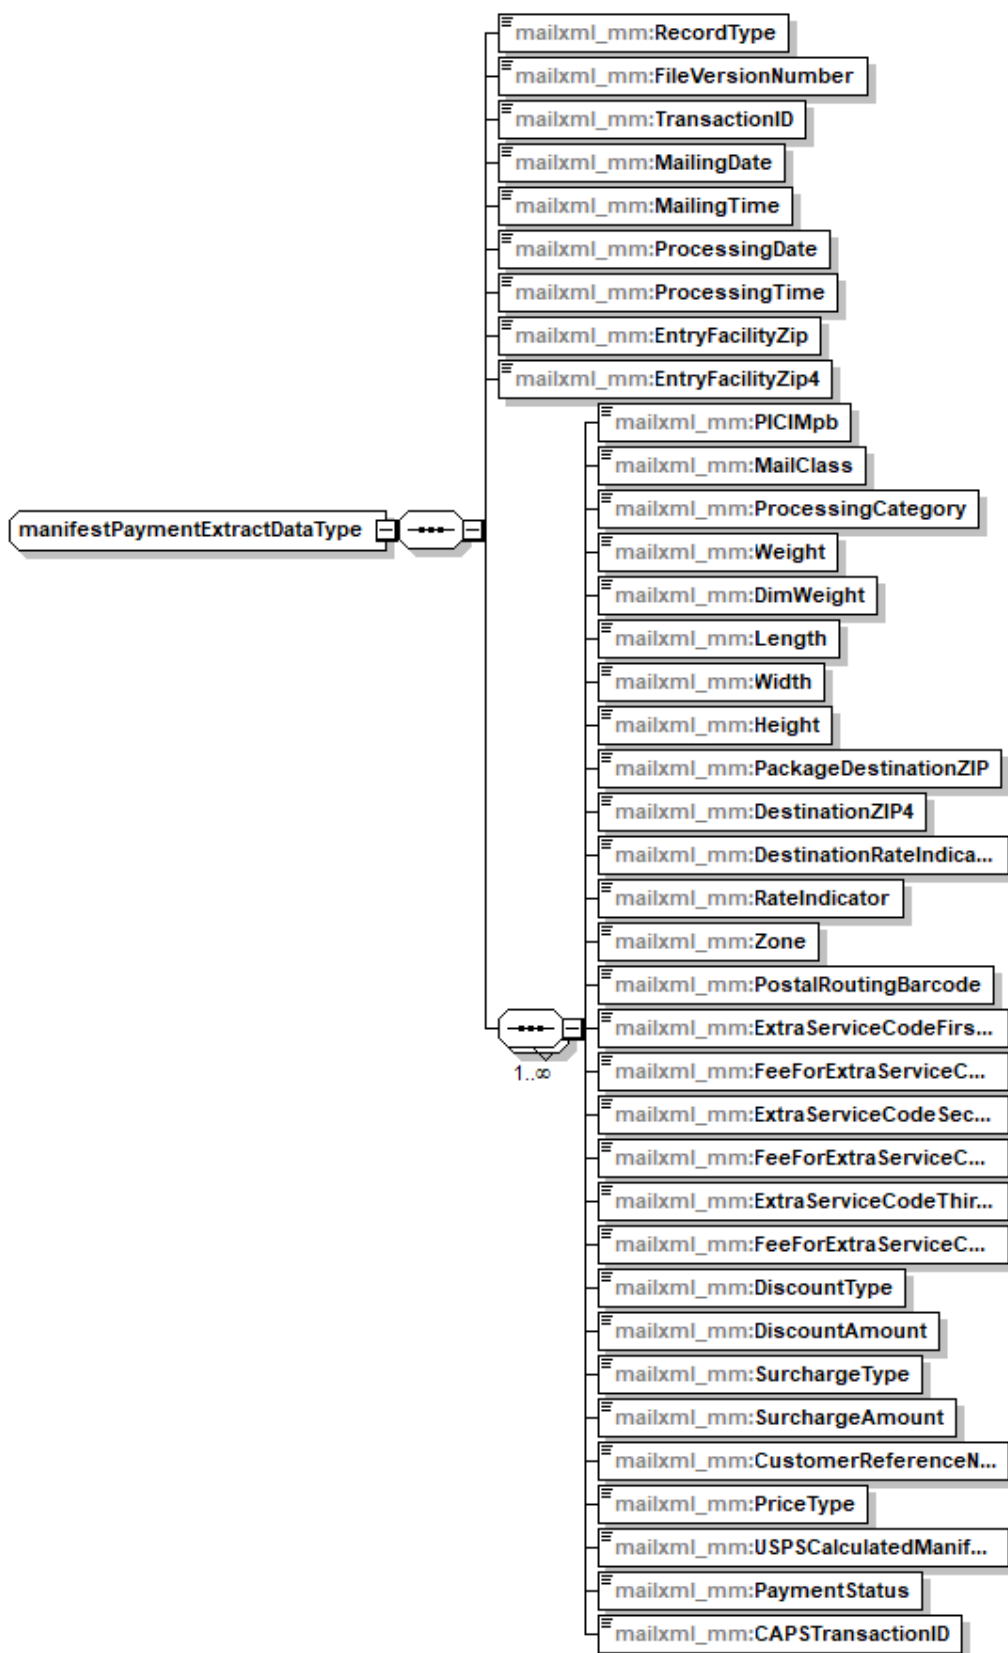 mailxml_mm:RecordType
mailxml_mm:FileVersionNumber
mailxml_mm:TransactionID
mailxml_mm:MailingDate
mailxml_mm:MailingTime
mailxml_mm:ProcessingDate
mailxml_mm:ProcessingTime
mailxml_mm:EntryFacilityZip
mailxml_mm:EntryFacilityZip4
mailxml_mm:PICIMpb
mailxml_mm:MailClass
mailxml_mm:ProcessingCategory
manifestPaymentExtractDataType
mailxml_mm:Weight
mailxml_mm:DimWeight
mailxml_mm:Length
mailxml_mm:Width
mailxml_mm:Height
mailxml_mm:PackageDestinationZIP
mailxml_mm:DestinationZIP4
mailxml_mm:DestinationRateIndica...
mailxml_mm:RateIndicator
mailxml_mm:Zone
mailxml_mm:PostalRoutingBarcode
mailxml_mm:ExtraServiceCodeFirs...
1..∞
mailxml_mm:FeeForExtraServiceC...
mailxml_mm:ExtraServiceCodeSec...
mailxml_mm:FeeForExtraServiceC...
mailxml_mm:ExtraServiceCodeThir...
mailxml_mm:FeeForExtraServiceC...
mailxml_mm:DiscountType
mailxml_mm:DiscountAmount
mailxml_mm:SurchargeType
mailxml_mm:SurchargeAmount
mailxml_mm:CustomerReferenceN...
mailxml_mm:PriceType
mailxml_mm:USPSCalculatedManif...
mailxml_mm:PaymentStatus
mailxml_mm:CAPSTransactionID